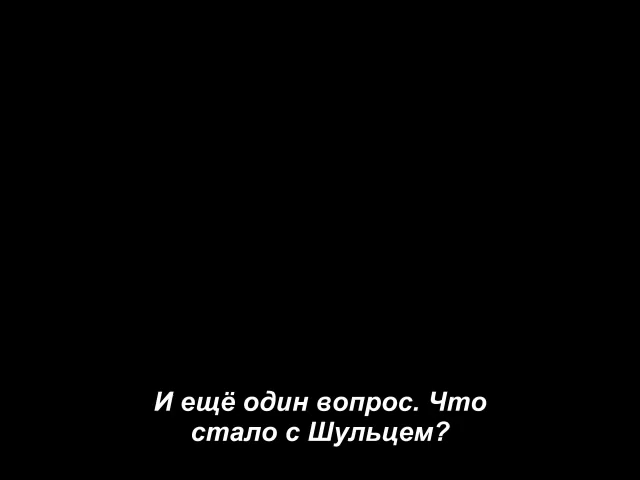 И ещё один вопрос. Что
стало с Шульцем?